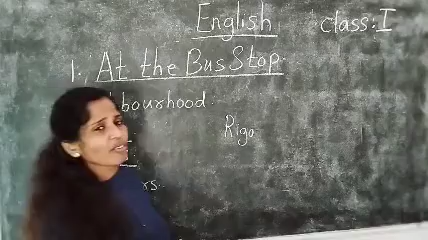 English class: I
1. At the Bus Stop.
bourhood.
Rigo
rs.